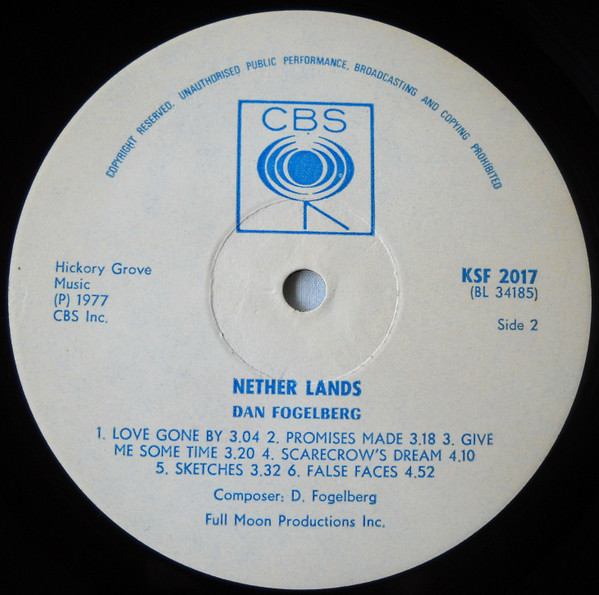 COPYRIGHT RESERVED. UNAUTHORISED PUBLIC PERFORMANCE, BROADCASTING AND COPYING PROHIBITED
CBS
Hickory Grove
Music
(P) 1977
CBS Inc.
KSF 2017
(BL 34185)
Side 2
NETHER LANDS
DAN FOGELBERG
1. LOVE GONE BY 3.04 2. PROMISES MADE 3.18 3. GIVE
ME SOME TIME 3.20 4. SCARECROW'S DREAM 4.10
5. SKETCHES 3.32 6. FALSE FACES 4.52
Composer: D. Fogelberg
Full Moon Productions Inc.